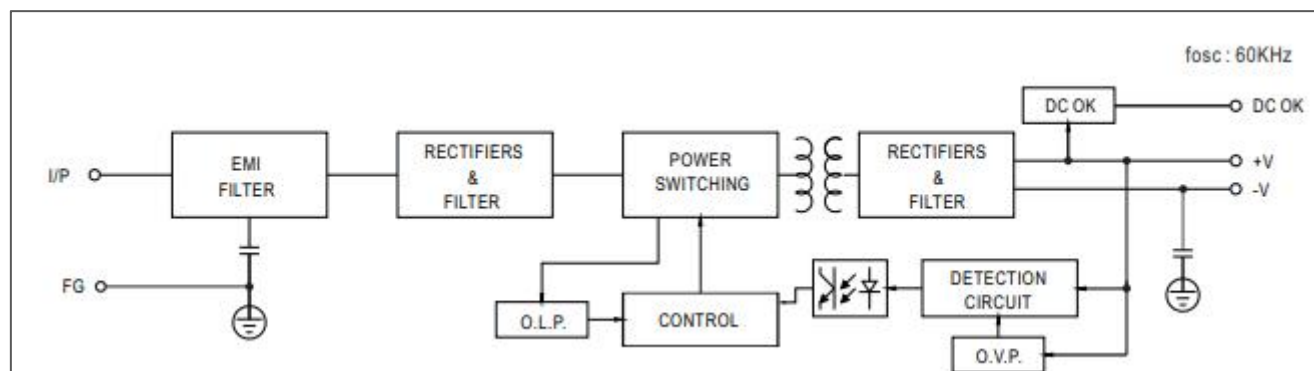 fosc : 60KHz
DC OK
DC OK
I/P
EMI
FILTER
RECTIFIERS
&
FILTER
POWER
SWITCHING
RECTIFIERS
&
FILTER
+V
-V
FG
O.L.P.
CONTROL
DETECTION
CIRCUIT
O.V.P.